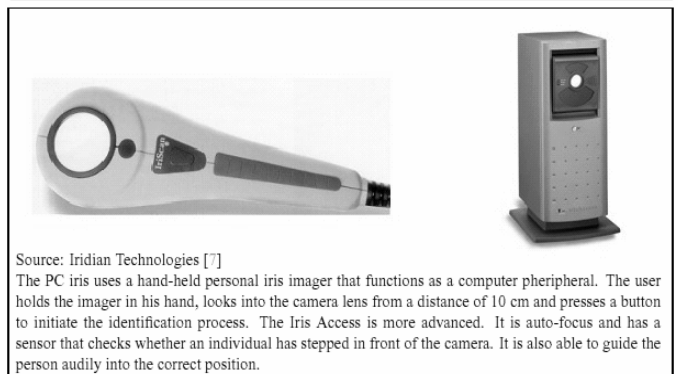 IriScan
Source: Iridian Technologies [7]
The PC iris uses a hand-held personal iris imager that functions as a computer pheripheral. The user
holds the imager in his hand, looks into the camera lens from a distance of 10 cm and presses a button
to initiate the identification process. The Iris Access is more advanced. It is auto-focus and has a
sensor that checks whether an individual has stepped in front of the camera. It is also able to guide the
person audily into the correct position.